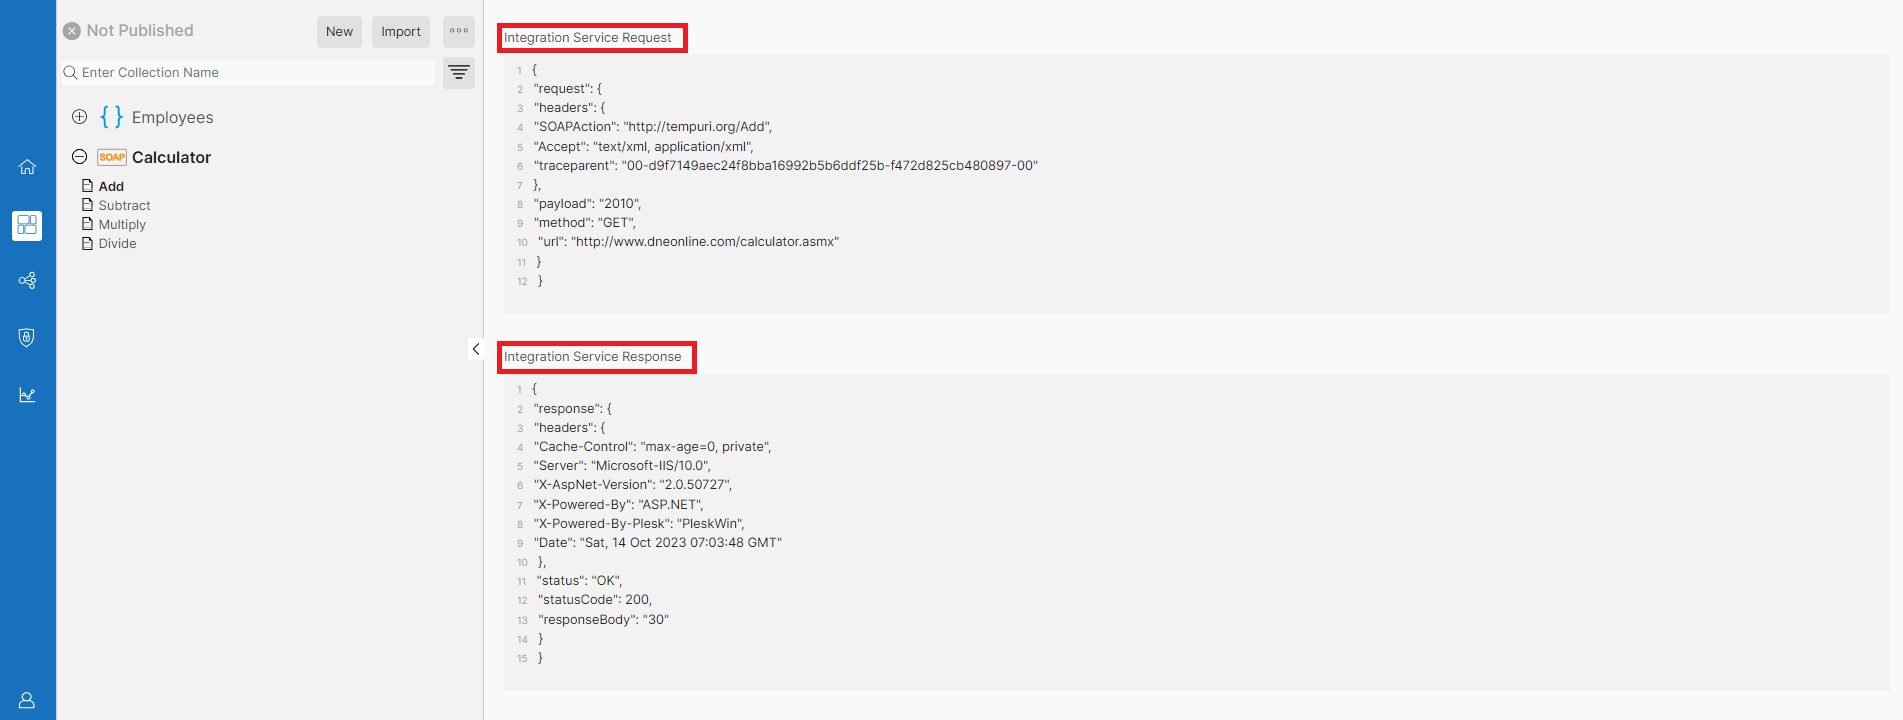 Not Published
New
Import
Enter Collection Name
{ } Employees
SOAP Calculator
Add
Subtract
Multiply
Divide
Integration Service Request
1 {
2 "request": {
3 "headers": {
4 "SOAPAction": "http://tempuri.org/Add",
5 "Accept": "text/xml, application/xml",
6 "traceparent": "00-d9f7149aec24f8bba16992b5b6ddf25b-f472d825cb480897-00"
7 },
8 "payload": "2010",
9 "method": "GET",
10 "url": "http://www.dneonline.com/calculator.asmx"
11 }
12 }
Integration Service Response
1 {
2 "response": {
3 "headers": {
4 "Cache-Control": "max-age=0, private",
5 "Server": "Microsoft-IIS/10.0",
6 "X-AspNet-Version": "2.0.50727",
7 "X-Powered-By": "ASP.NET",
8 "X-Powered-By-Plesk": "PleskWin",
9 "Date": "Sat, 14 Oct 2023 07:03:48 GMT"
10 },
11 "status": "OK",
12 "statusCode": 200,
13 "responseBody": "30"
14 }
15 }